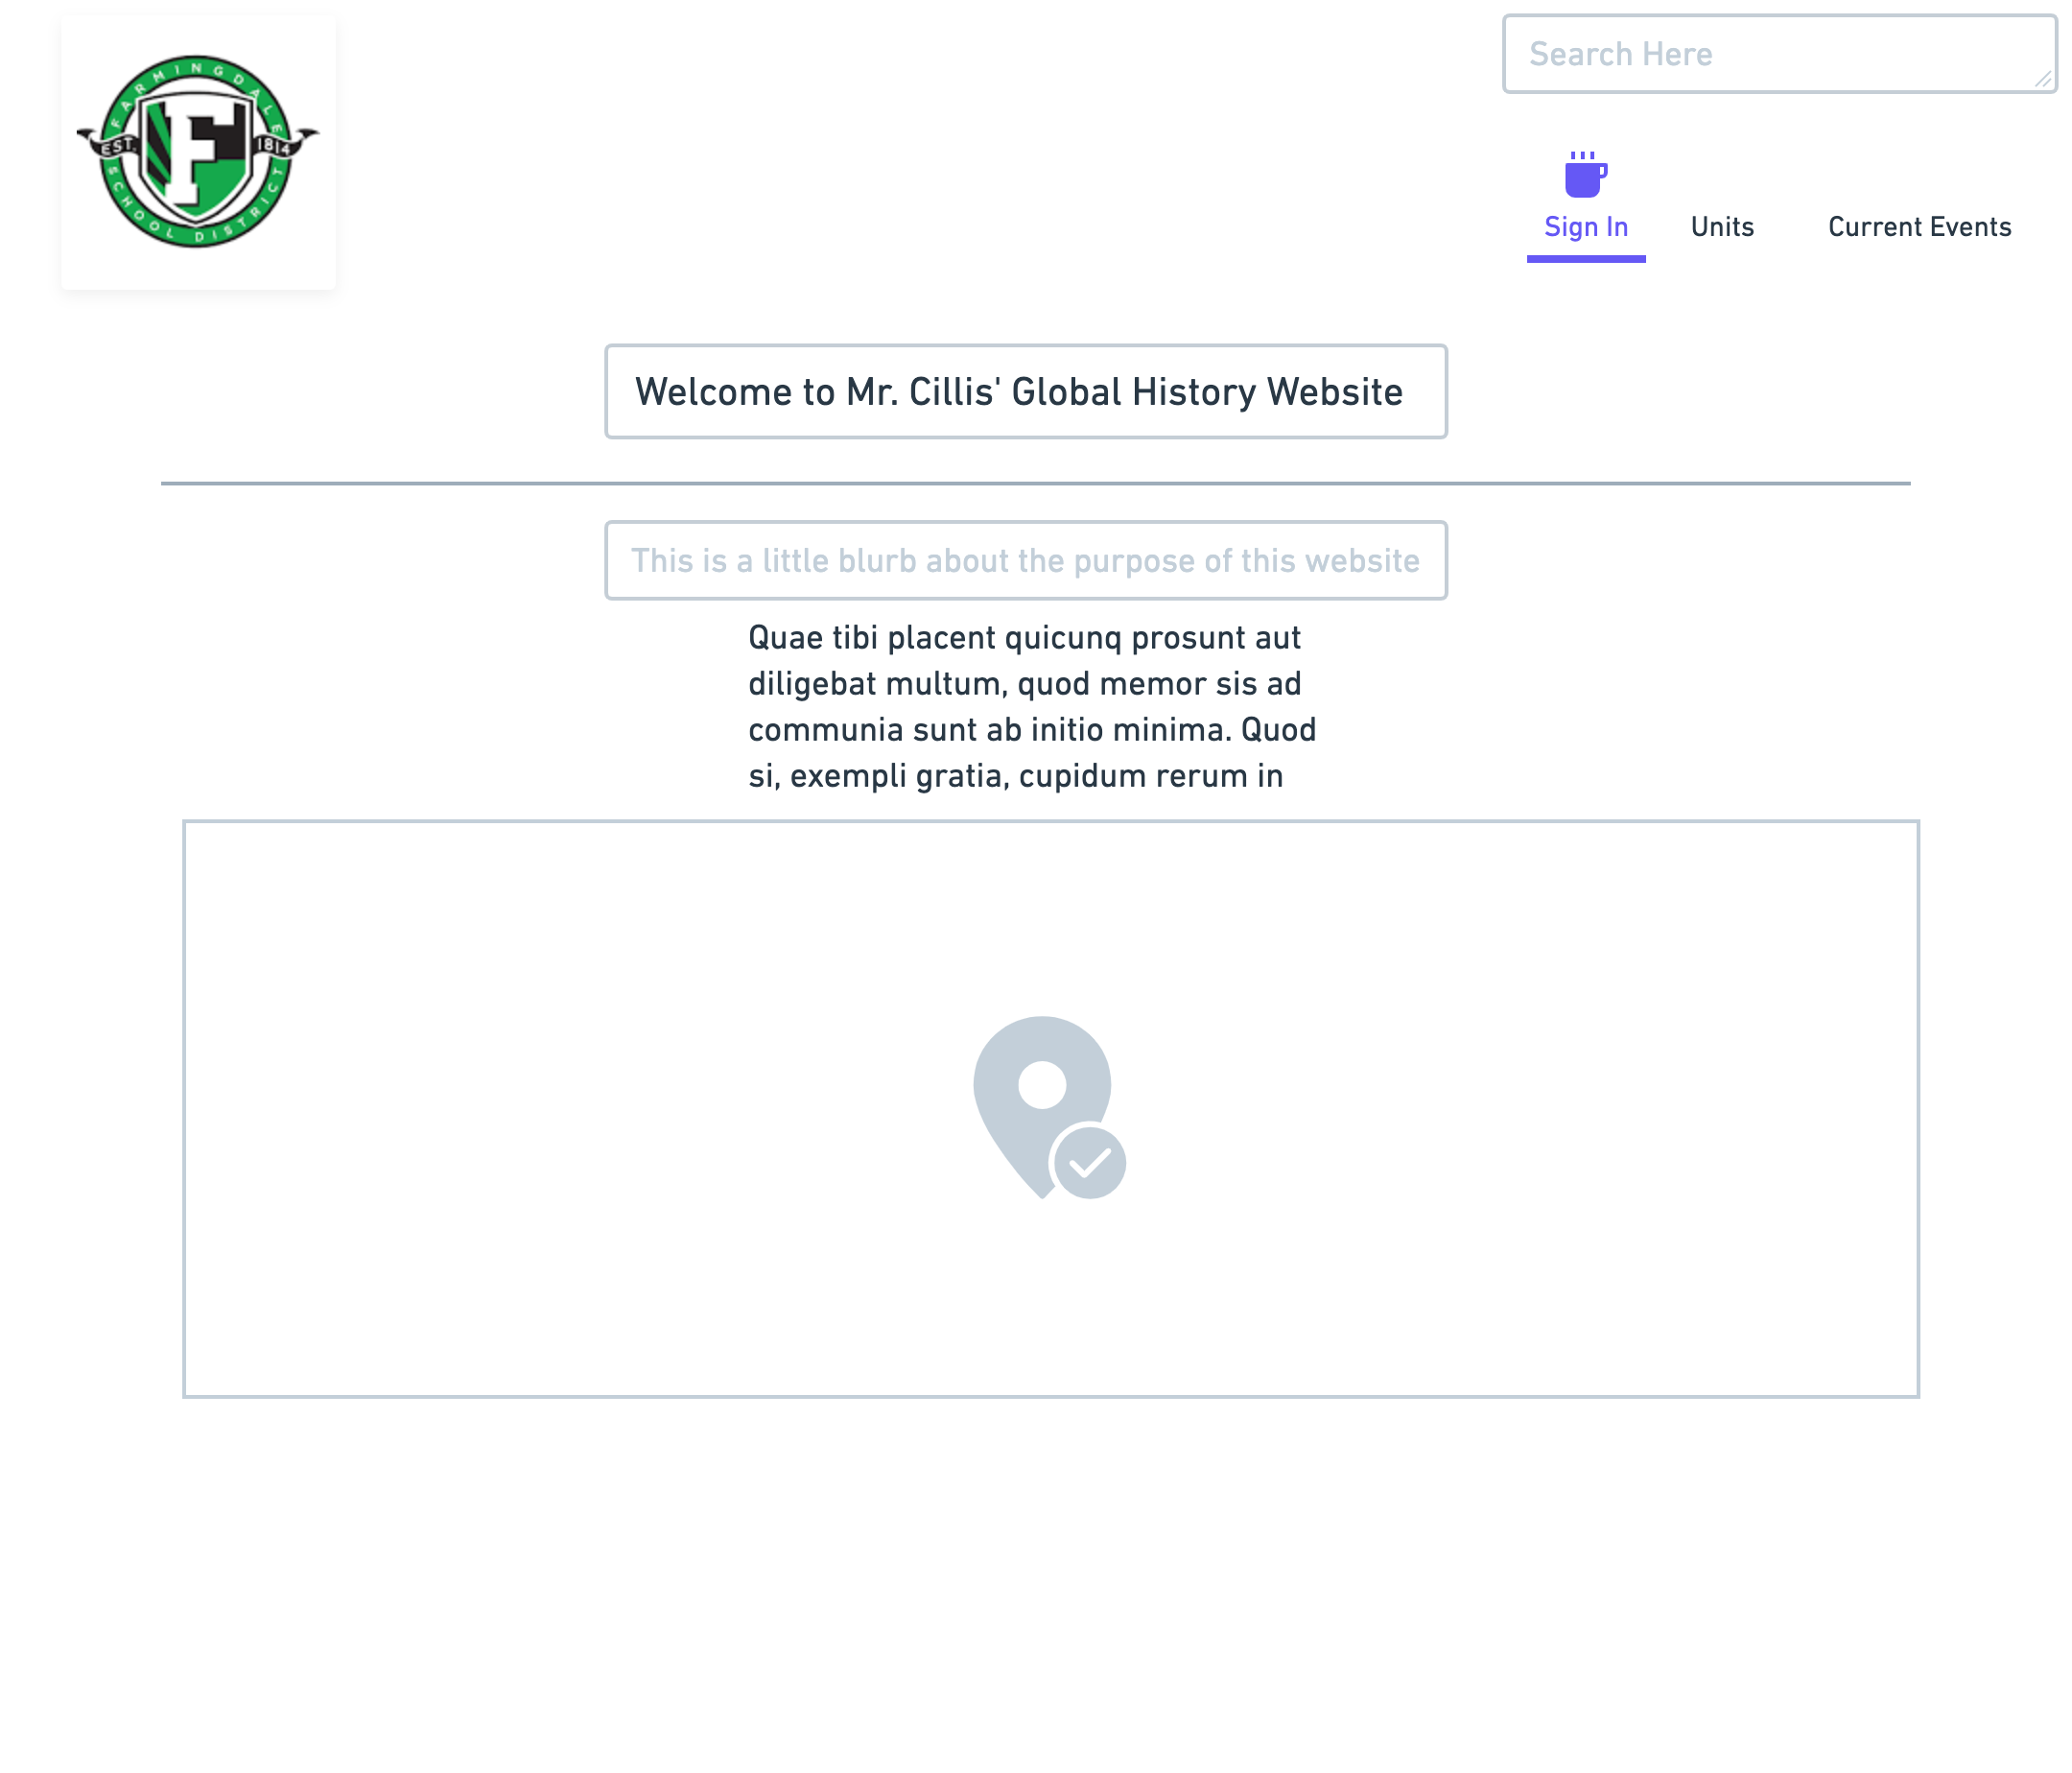 FARMINGDALE
EST. 1814
F
SCHOOL DISTRICT
Search Here
Sign In Units Current Events
Welcome to Mr. Cillis' Global History Website
This is a little blurb about the purpose of this website
Quae tibi placent quicunq prosunt aut
diligebat multum, quod memor sis ad
communia sunt ab initio minima. Quod
si, exempli gratia, cupidum rerum in